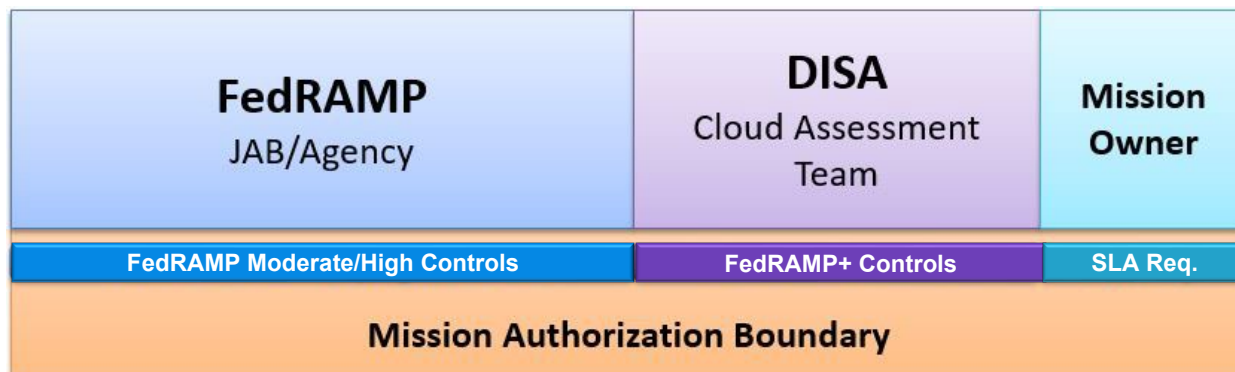 FedRAMP
JAB/Agency
DISA
Cloud Assessment
Team
Mission
Owner
FedRAMP Moderate/High Controls
FedRAMP+ Controls
SLA Req.
Mission Authorization Boundary